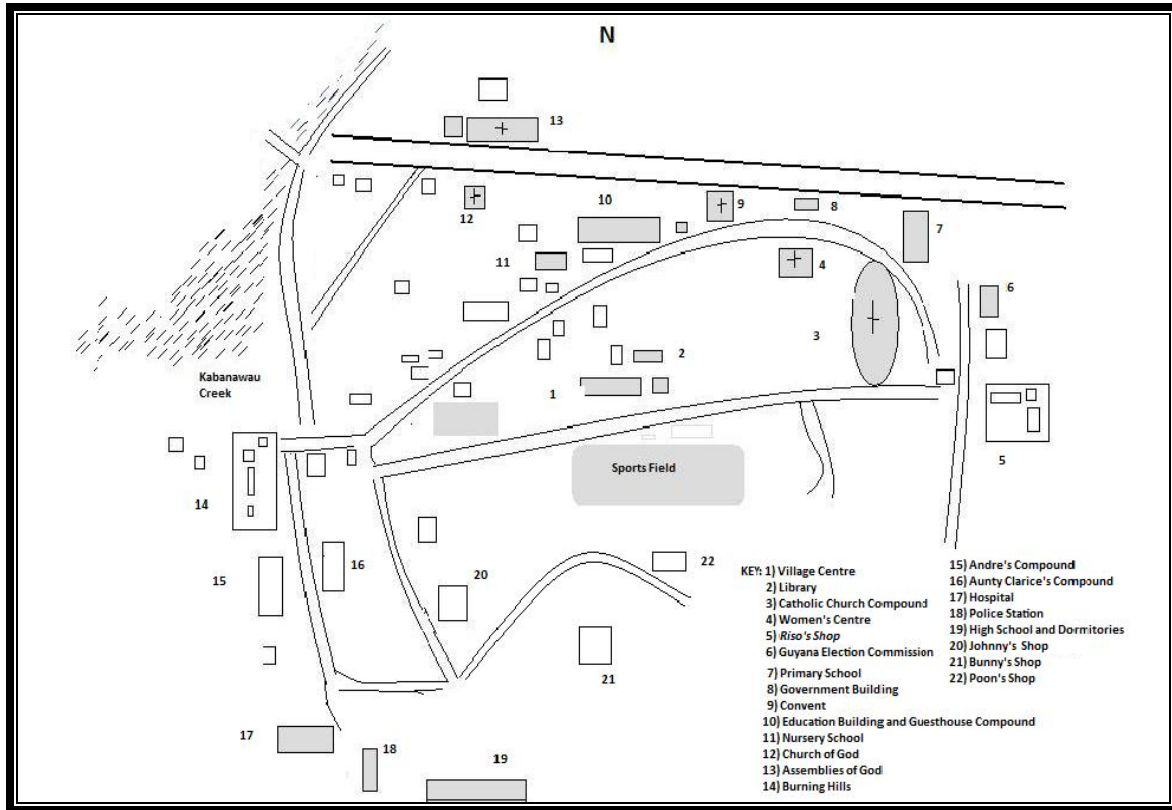 N
13
12
10
9
8
7
11
4
6
3
2
Kabanawau
Creek
1
Sports Field
5
14
15
16
20
22
21
17
18
19
KEY: 1) Village Centre
2) Library
3) Catholic Church Compound
4) Women's Centre
5) Riso's Shop
6) Guyana Election Commission
7) Primary School
8) Government Building
9) Convent
10) Education Building and Guesthouse Compound
11) Nursery School
12) Church of God
13) Assemblies of God
14) Burning Hills
15) Andre's Compound
16) Aunty Clarice's Compound
17) Hospital
18) Police Station
19) High School and Dormitories
20) Johnny's Shop
21) Bunny's Shop
22) Poon's Shop